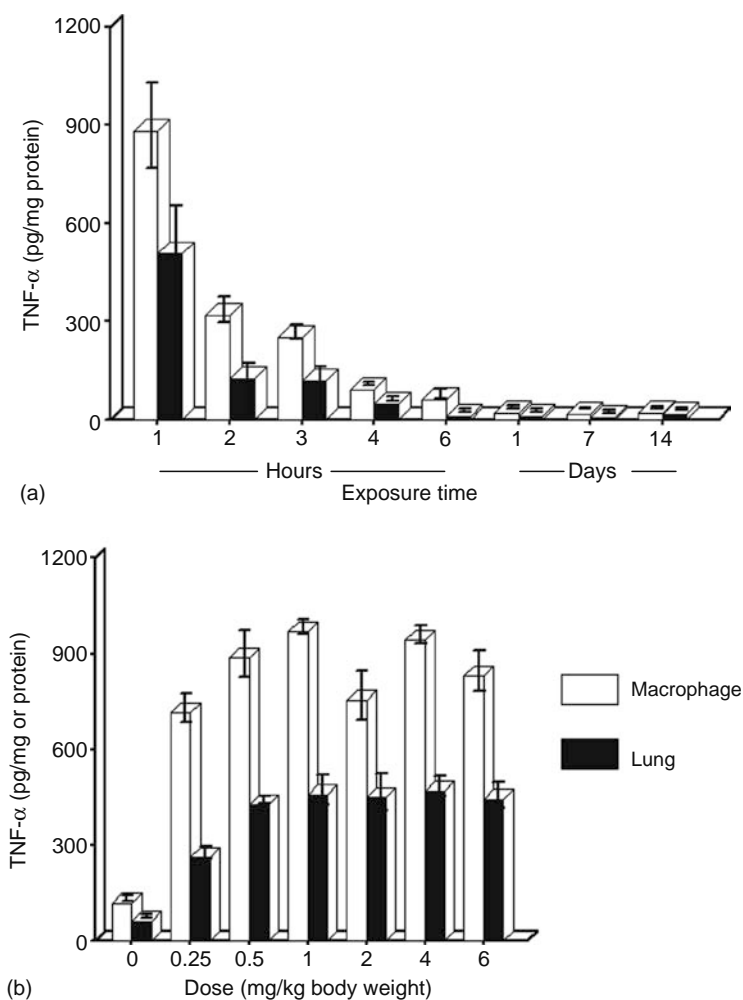 1200
900
600
300
0
TNF-α (pg/mg protein)
1 2 3 4 6 1 7 14
Hours Days
Exposure time
(a)
1200
900
600
300
0
TNF-α (pg/mg or protein)
0 0.25 0.5 1 2 4 6
Dose (mg/kg body weight)
(b)
Macrophage
Lung